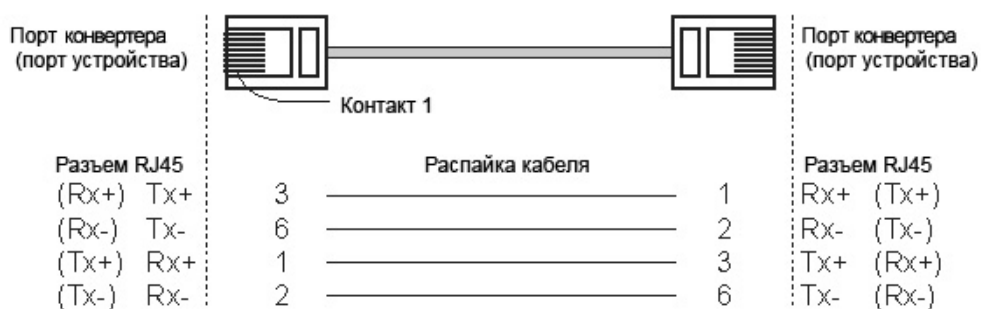 Порт конвертера
(порт устройства)
Порт конвертера
(порт устройства)
Контакт 1
Разъем RJ45 Распайка кабеля Разъем RJ45
(Rx+) Tx+ 3 1 Rx+ (Tx+)
(Rx-) Tx- 6 2 Rx- (Tx-)
(Tx+) Rx+ 1 3 Tx+ (Rx+)
(Tx-) Rx- 2 6 Tx- (Rx-)